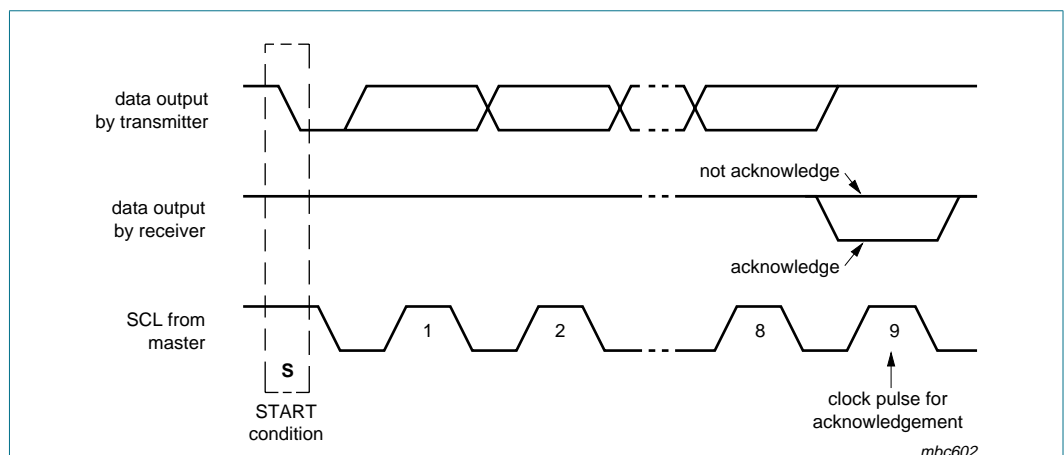 data output
by transmitter
not acknowledge
data output
by receiver
acknowledge
SCL from
master
1
2
8
9
S
START
condition
clock pulse for
acknowledgement
mbc602